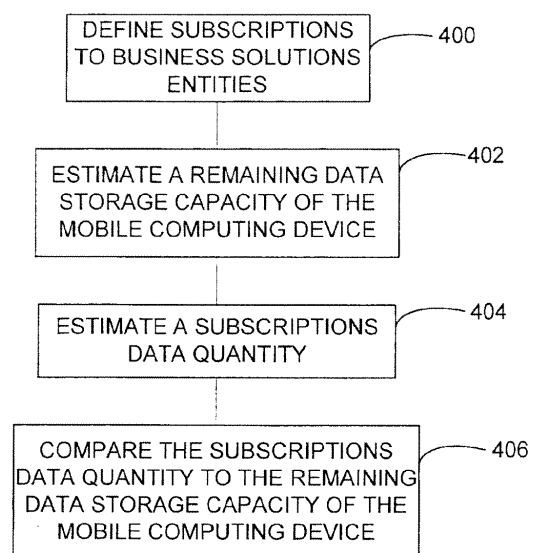 DEFINE SUBSCRIPTIONS
TO BUSINESS SOLUTIONS
ENTITIES
400
ESTIMATE A REMAINING DATA
STORAGE CAPACITY OF THE
MOBILE COMPUTING DEVICE
402
ESTIMATE A SUBSCRIPTIONS
DATA QUANTITY
404
COMPARE THE SUBSCRIPTIONS
DATA QUANTITY TO THE REMAINING
DATA STORAGE CAPACITY OF THE
MOBILE COMPUTING DEVICE
406